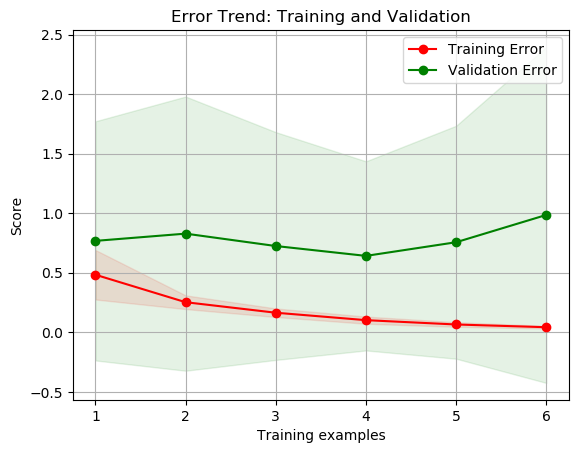 Error Trend: Training and Validation
Training Error
Validation Error
2.5
2.0
1.5
1.0
0.5
0.0
−0.5
Score
1 2 3 4 5 6
Training examples